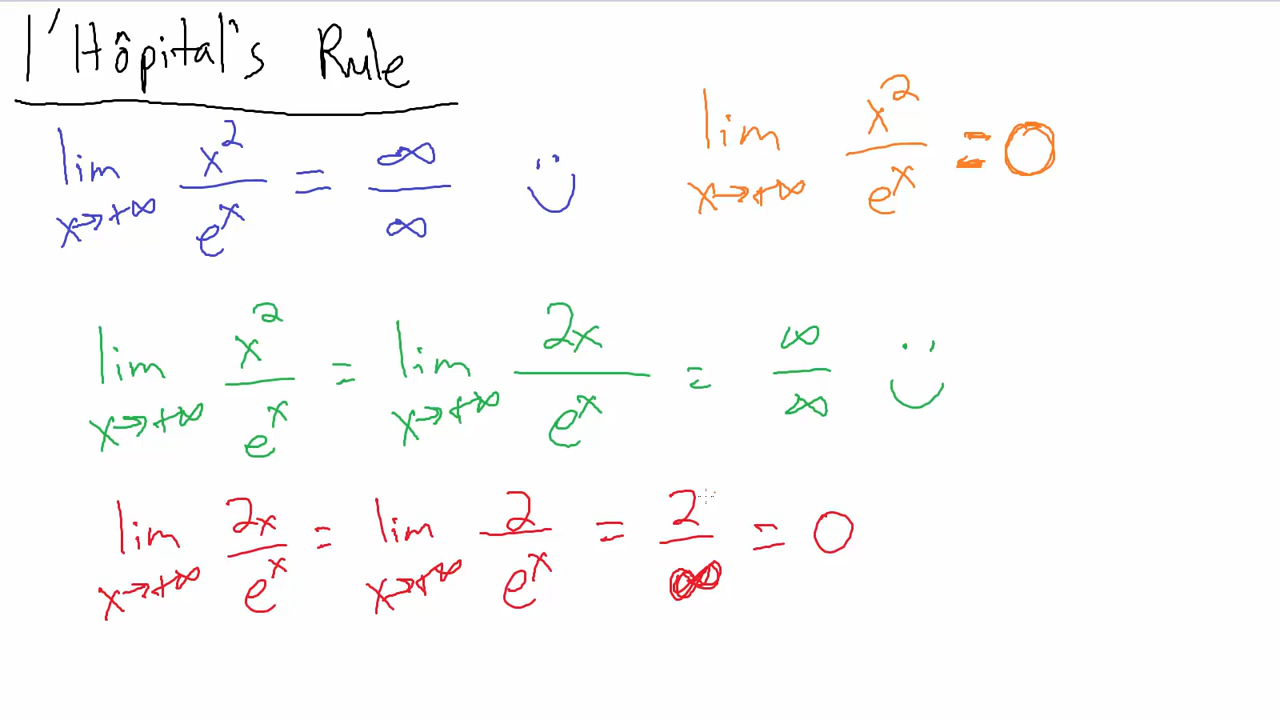 l'Hôpital's Rule
lim x→+∞ x²/eˣ = ∞/∞
lim x→+∞ x²/eˣ = 0
lim x→+∞ x²/eˣ = lim x→+∞ 2x/eˣ = ∞/∞
lim x→+∞ 2x/eˣ = lim x→+∞ 2/eˣ = 2/∞ = 0